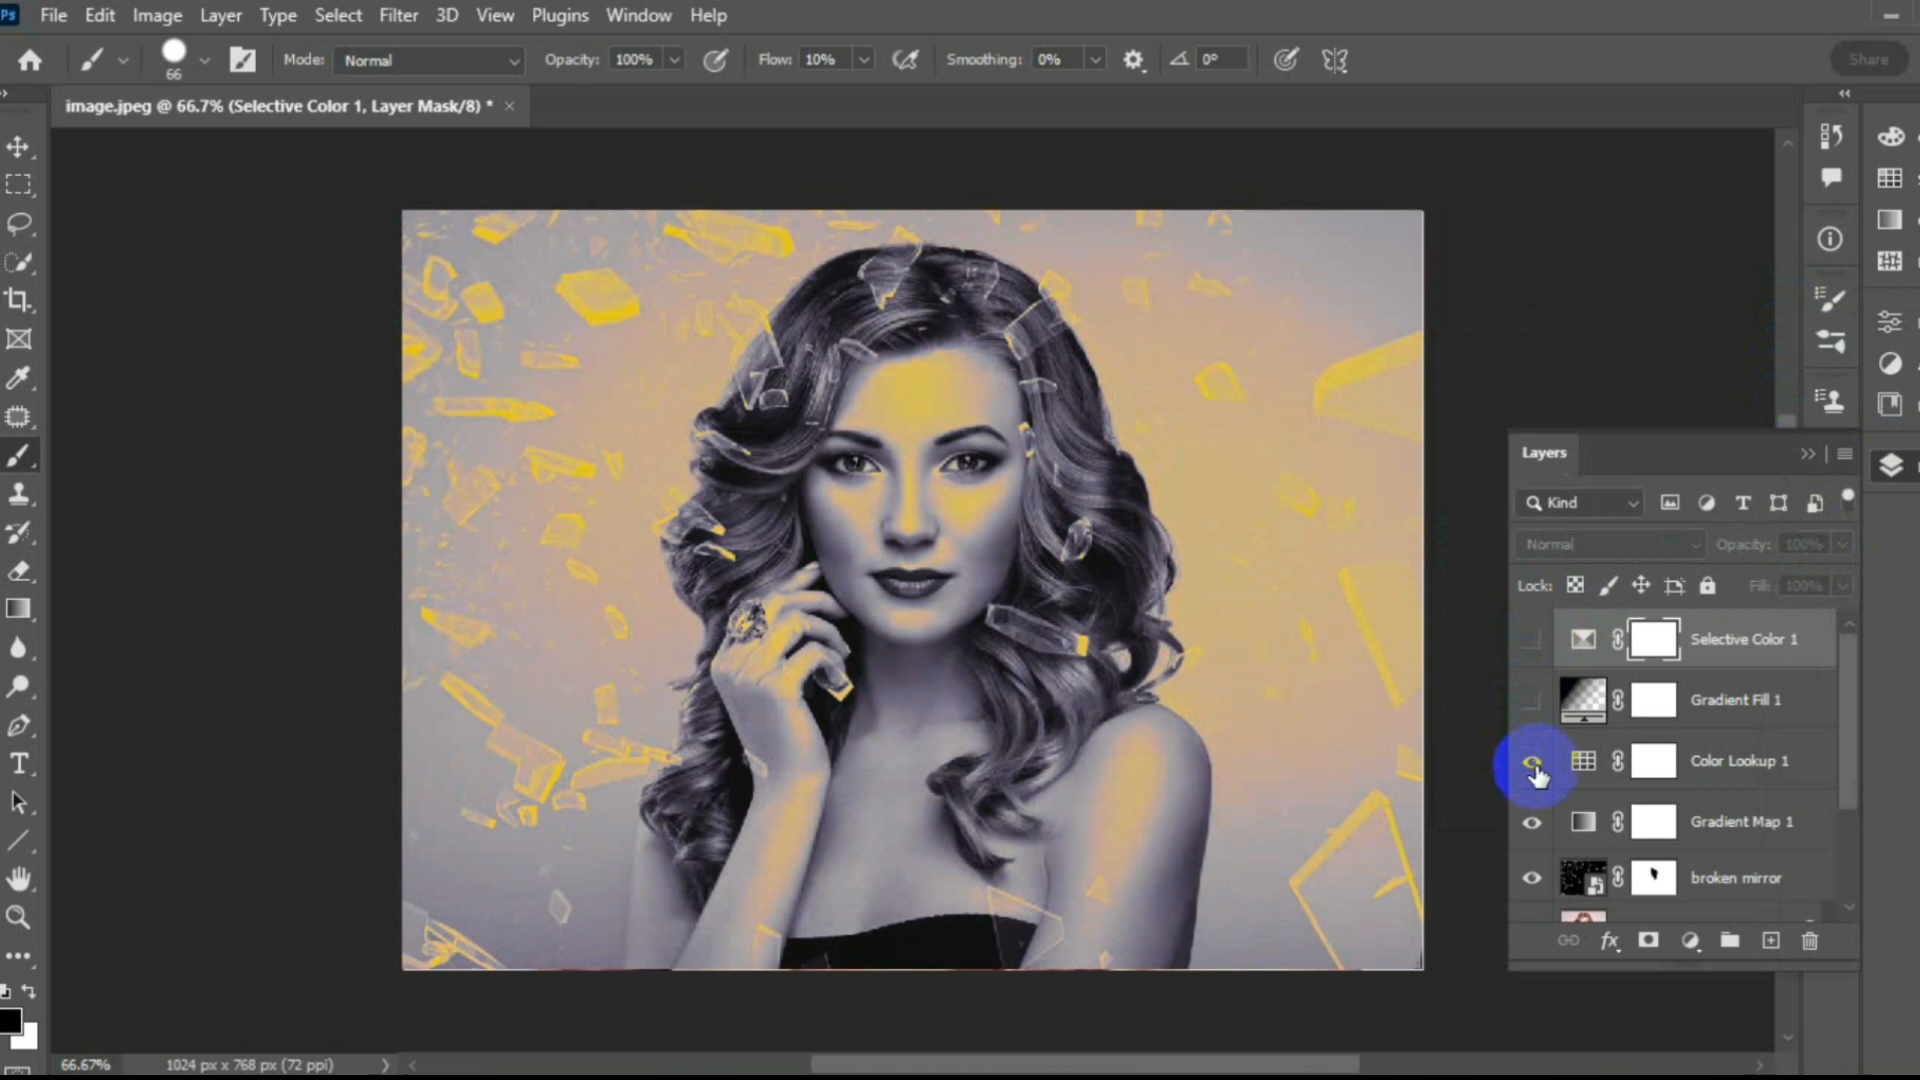 Ps File Edit Image Layer Type Select Filter 3D View Plugins Window Help
66 Mode: Normal Opacity: 100% Flow: 10% Smoothing: 0% 0° Share
image.jpeg @ 66.7% (Selective Color 1, Layer Mask/8) * ×
Layers
Kind
Normal Opacity: 100%
Lock: Fill: 100%
Selective Color 1
Gradient Fill 1
Color Lookup 1
Gradient Map 1
broken mirror
fx
66.67% 1024 px x 768 px (72 ppi)